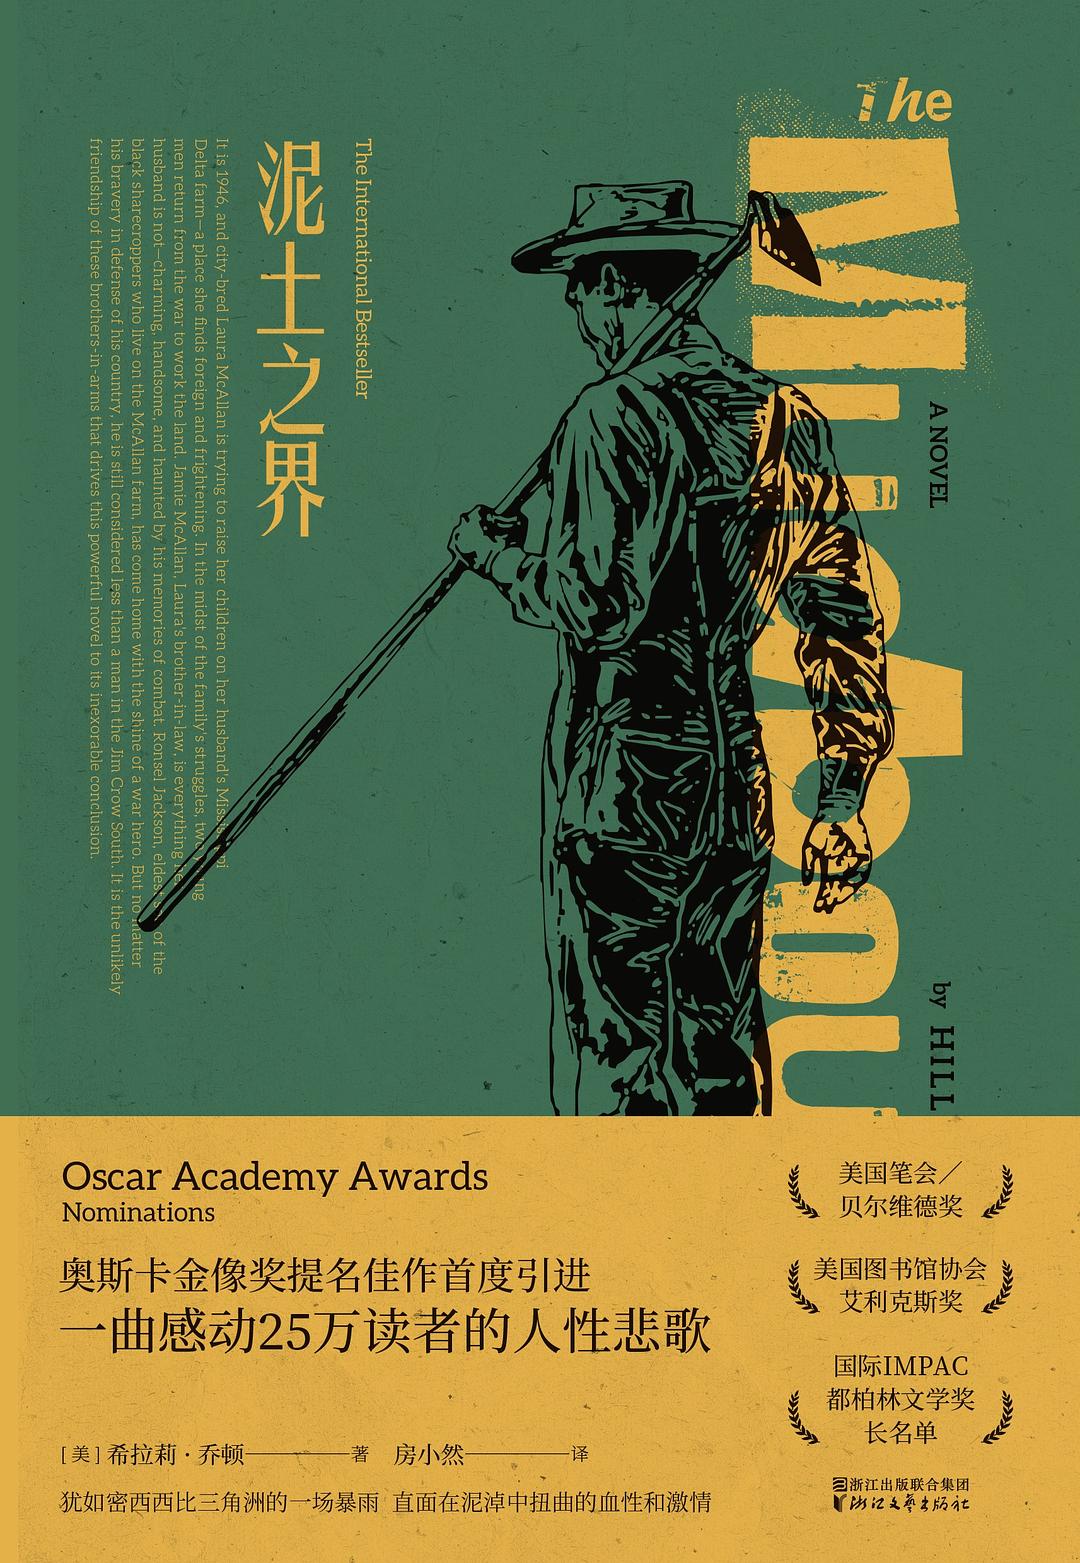 The
MUDBOUN
A NOVEL
by HILL
The International Bestseller
泥土之界
It is 1946, and city-bred Laura McAllan is trying to raise her children on her husband's Mississippi
Delta farm—a place she finds foreign and frightening. In the midst of the family's struggles, two young
men return from the war to work the land. Jamie McAllan, Laura's brother-in-law, is everything her
husband is not—charming, handsome, and haunted by his memories of combat. Ronsel Jackson, eldest son of the
black sharecroppers who live on the McAllan farm, has come home with the shine of a war hero. But no matter
his bravery in defense of his country, he is still considered less than a man in the Jim Crow South. It is the unlikely
friendship of these brothers-in-arms that drives this powerful novel to its inexorable conclusion.
Oscar Academy Awards
Nominations
奥斯卡金像奖提名佳作首度引进
一曲感动25万读者的人性悲歌
[美]希拉莉·乔顿————著 房小然————译
犹如密西西比三角洲的一场暴雨 直面在泥淖中扭曲的血性和激情
美国笔会／
贝尔维德奖
美国图书馆协会
艾利克斯奖
国际IMPAC
都柏林文学奖
长名单
浙江出版联合集团
浙江文艺出版社